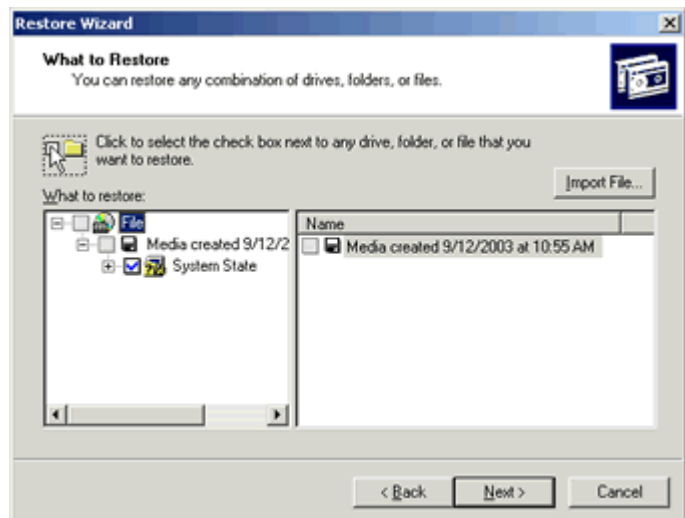 Restore Wizard
What to Restore
You can restore any combination of drives, folders, or files.
Click to select the check box next to any drive, folder, or file that you
want to restore.
Import File...
What to restore:
File
Media created 9/12/2
System State
Name
Media created 9/12/2003 at 10:55 AM
< Back
Next >
Cancel